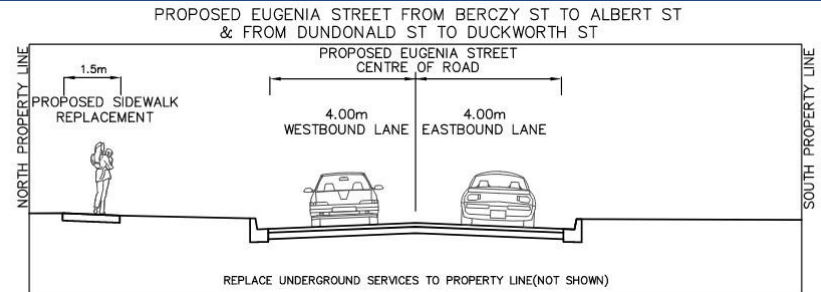 PROPOSED EUGENIA STREET FROM BERCZY ST TO ALBERT ST
& FROM DUNDONALD ST TO DUCKWORTH ST
PROPOSED EUGENIA STREET
CENTRE OF ROAD
NORTH PROPERTY LINE
1.5m
PROPOSED SIDEWALK
REPLACEMENT
4.00m
WESTBOUND LANE
4.00m
EASTBOUND LANE
SOUTH PROPERTY LINE
REPLACE UNDERGROUND SERVICES TO PROPERTY LINE(NOT SHOWN)